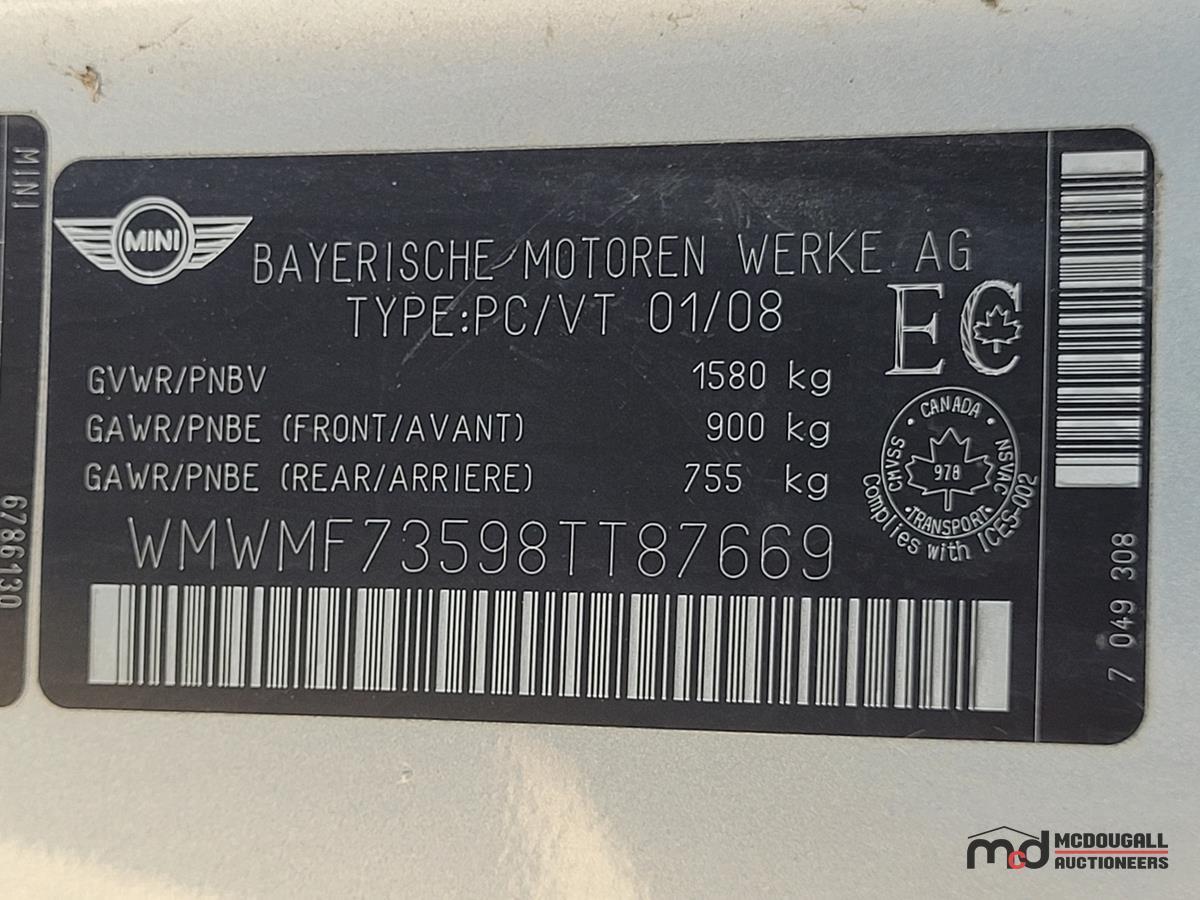 MINI
6786130
MINI
BAYERISCHE MOTOREN WERKE AG
TYPE:PC/VT 01/08
GVWR/PNBV 1580 kg
GAWR/PNBE (FRONT/AVANT) 900 kg
GAWR/PNBE (REAR/ARRIERE) 755 kg
WMWMF73598TT87669
EC
CANADA
CMVSS
NSVAC
978
TRANSPORT
Complies with ICES-002
7 049 308
mcd MCDOUGALL
AUCTIONEERS